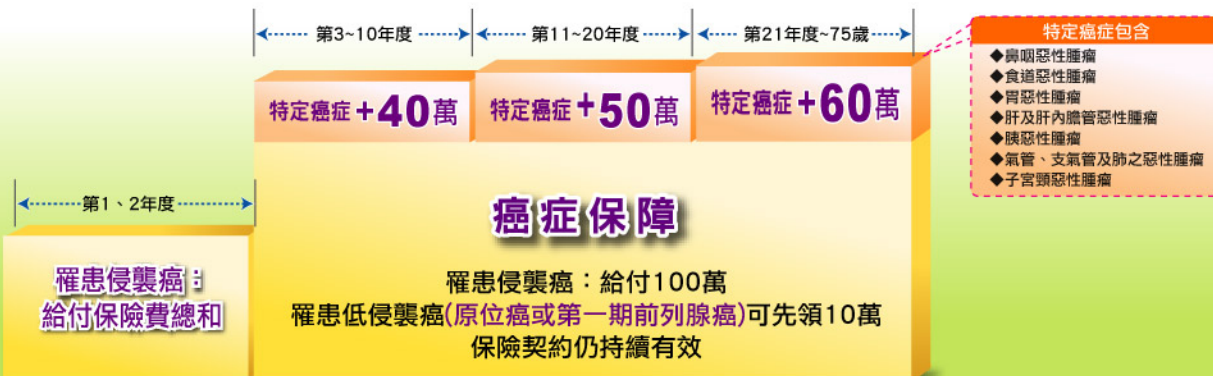 第3~10年度
第11~20年度
第21年度~75歲
特定癌症+40萬
特定癌症+50萬
特定癌症+60萬
特定癌症包含
◆鼻咽惡性腫瘤
◆食道惡性腫瘤
◆胃惡性腫瘤
◆肝及肝內膽管惡性腫瘤
◆胰惡性腫瘤
◆氣管、支氣管及肺之惡性腫瘤
◆子宮頸惡性腫瘤
第1、2年度
罹患侵襲癌：
給付保險費總和
癌症保障
罹患侵襲癌：給付100萬
罹患低侵襲癌(原位癌或第一期前列腺癌)可先領10萬
保險契約仍持續有效